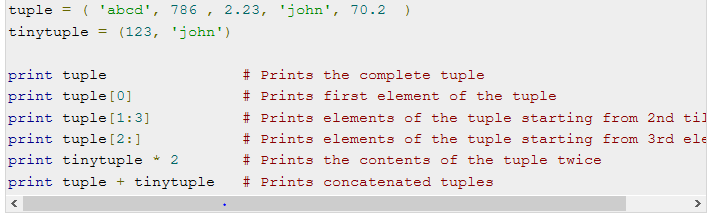 tuple = ( 'abcd', 786 , 2.23, 'john', 70.2  )
tinytuple = (123, 'john')

print tuple               # Prints the complete tuple
print tuple[0]            # Prints first element of the tuple
print tuple[1:3]          # Prints elements of the tuple starting from 2nd
print tuple[2:]           # Prints elements of the tuple starting from 3rd
print tinytuple * 2       # Prints the contents of the tuple twice
print tuple + tinytuple   # Prints concatenated tuples